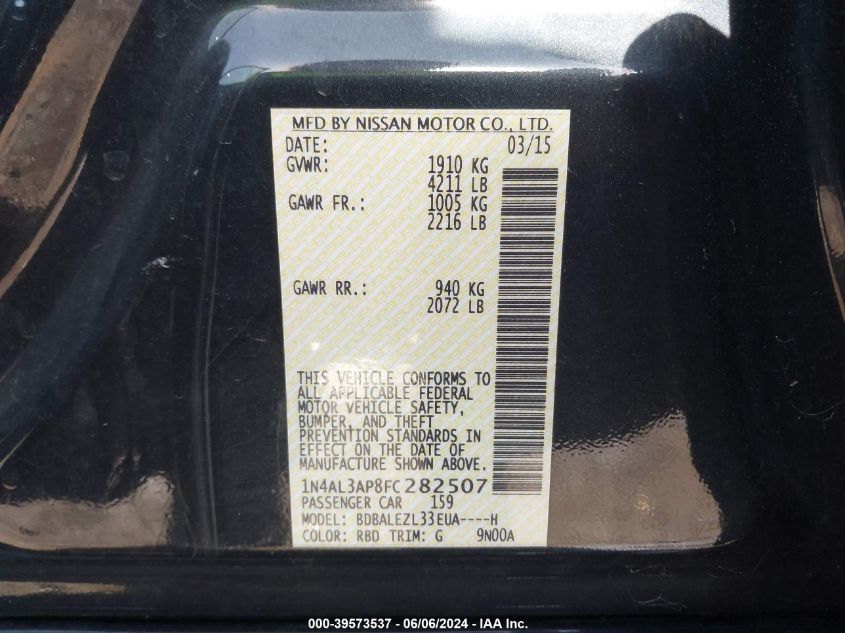 MFD BY NISSAN MOTOR CO., LTD.
DATE: 03/15
GVWR: 1910 KG
4211 LB
GAWR FR.: 1005 KG
2216 LB
GAWR RR.: 940 KG
2072 LB
THIS VEHICLE CONFORMS TO
ALL APPLICABLE FEDERAL
MOTOR VEHICLE SAFETY,
BUMPER, AND THEFT
PREVENTION STANDARDS IN
EFFECT ON THE DATE OF
MANUFACTURE SHOWN ABOVE.
1N4AL3AP8FC282507
PASSENGER CAR 159
MODEL: BDBALEZL33EUA----H
COLOR: RBD TRIM: G 9N00A
000-39573537 - 06/06/2024 - IAA Inc.